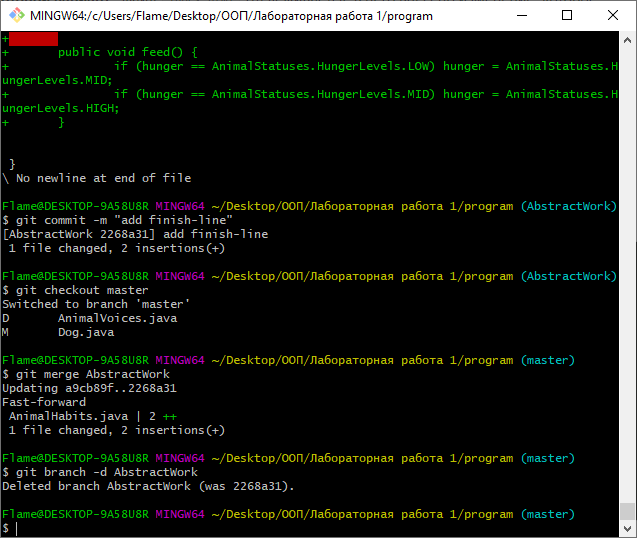 MINGW64:/c/Users/Flame/Desktop/ООП/Лабораторная работа 1/program
+
+       public void feed() {
+               if (hunger == AnimalStatuses.HungerLevels.LOW) hunger = AnimalStatuses.H
ungerLevels.MID;
+               if (hunger == AnimalStatuses.HungerLevels.MID) hunger = AnimalStatuses.H
ungerLevels.HIGH;
+       }
 }
\ No newline at end of file
Flame@DESKTOP-9A58U8R MINGW64 ~/Desktop/ООП/Лабораторная работа 1/program (AbstractWork)
$ git commit -m "add finish-line"
[AbstractWork 2268a31] add finish-line
 1 file changed, 2 insertions(+)
Flame@DESKTOP-9A58U8R MINGW64 ~/Desktop/ООП/Лабораторная работа 1/program (AbstractWork)
$ git checkout master
Switched to branch 'master'
D       AnimalVoices.java
M       Dog.java
Flame@DESKTOP-9A58U8R MINGW64 ~/Desktop/ООП/Лабораторная работа 1/program (master)
$ git merge AbstractWork
Updating a9cb89f..2268a31
Fast-forward
 AnimalHabits.java | 2 ++
 1 file changed, 2 insertions(+)
Flame@DESKTOP-9A58U8R MINGW64 ~/Desktop/ООП/Лабораторная работа 1/program (master)
$ git branch -d AbstractWork
Deleted branch AbstractWork (was 2268a31).
Flame@DESKTOP-9A58U8R MINGW64 ~/Desktop/ООП/Лабораторная работа 1/program (master)
$